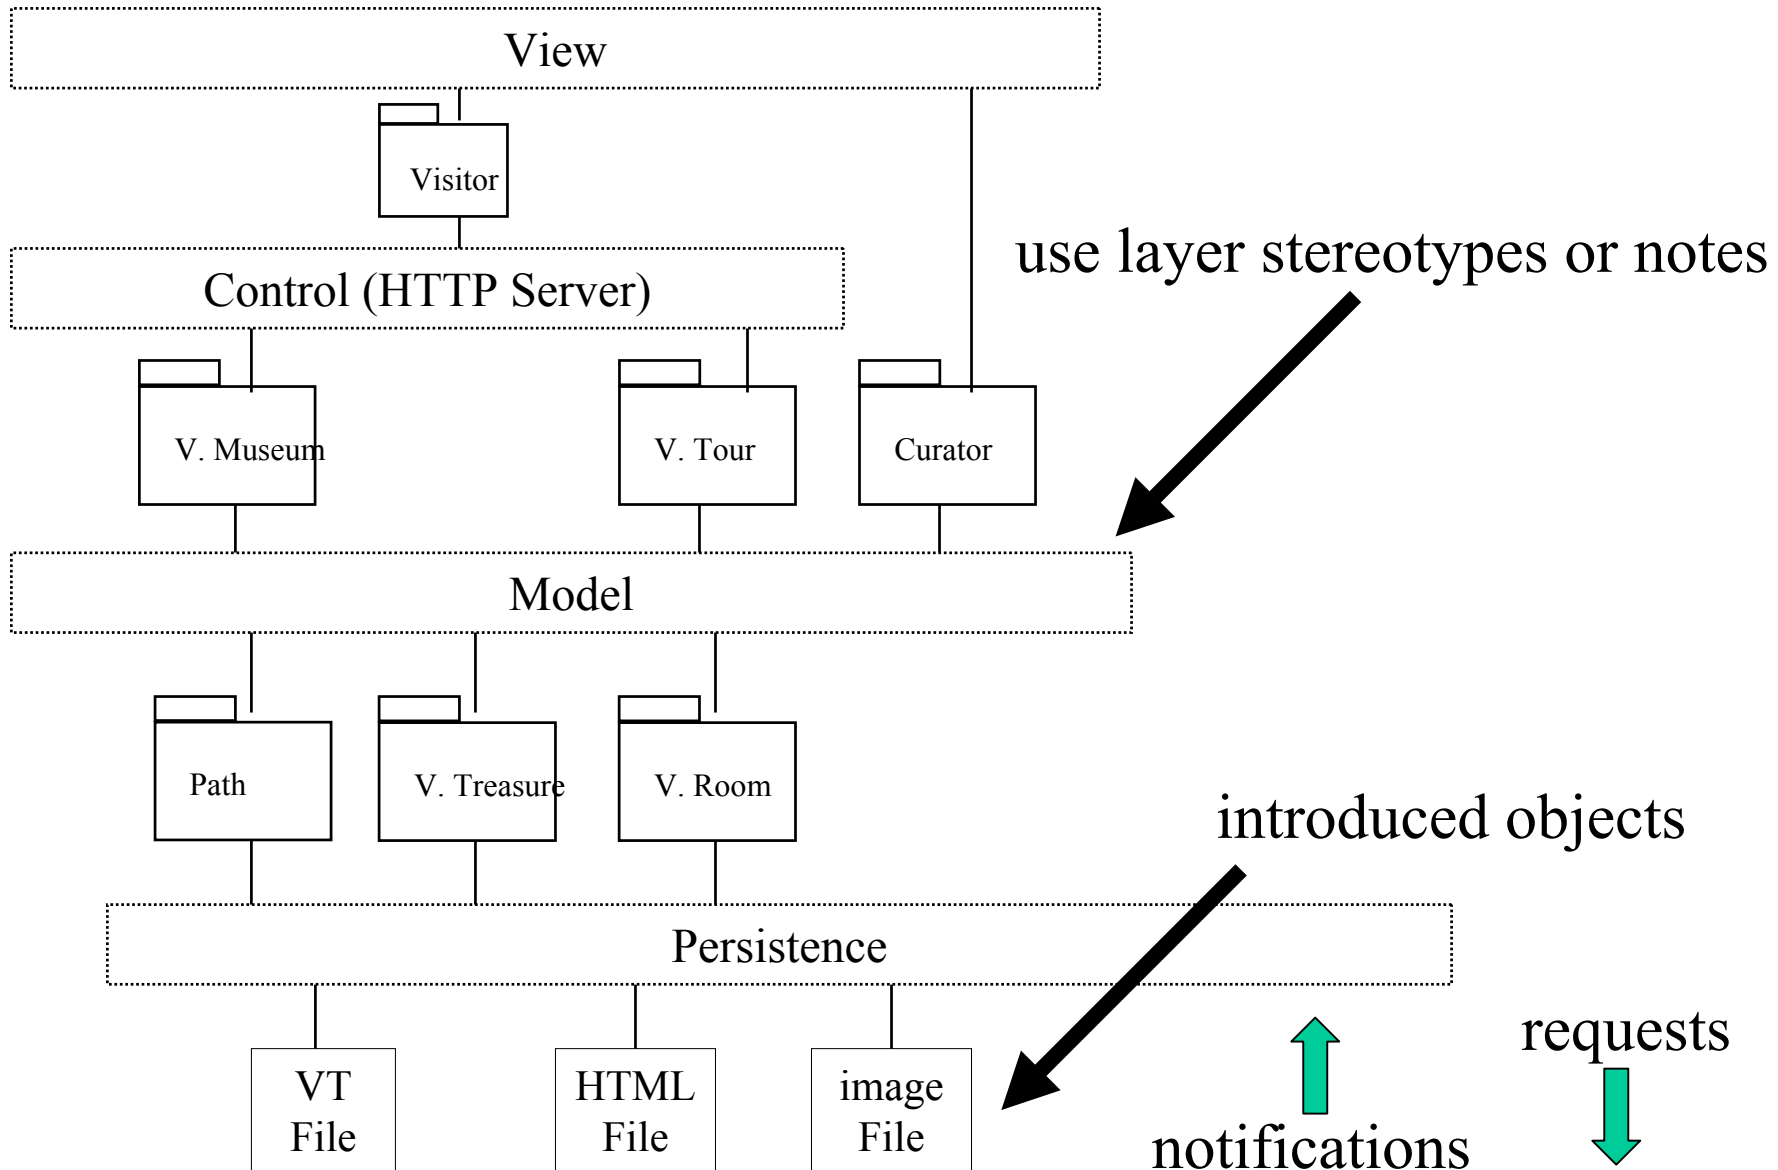 View
Visitor
use layer stereotypes or notes
Control (HTTP Server)
V. Museum
V. Tour
Curator
Model
Path
V. Treasure
V. Room
introduced objects
Persistence
requests
VT
File
HTML
File
image
File
notifications